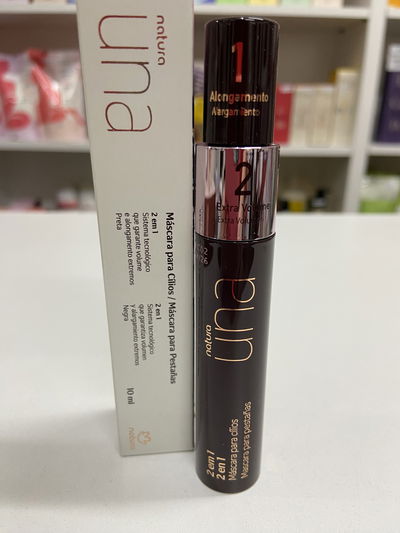 natura
una
Máscara para Cílios / Máscara para Pestañas
2 em 1
Sistema tecnológico
que garante volume
e alongamento extremos
Preta
2 en 1
Sistema tecnológico
que garantiza volumen
y alargamiento extremos
Negra
10 ml
natura
1
Alongamento
Alargamiento
2
Extra Volume
natura
una
2 em 1
2 en 1
Máscara para cílios
Máscara para pestañas